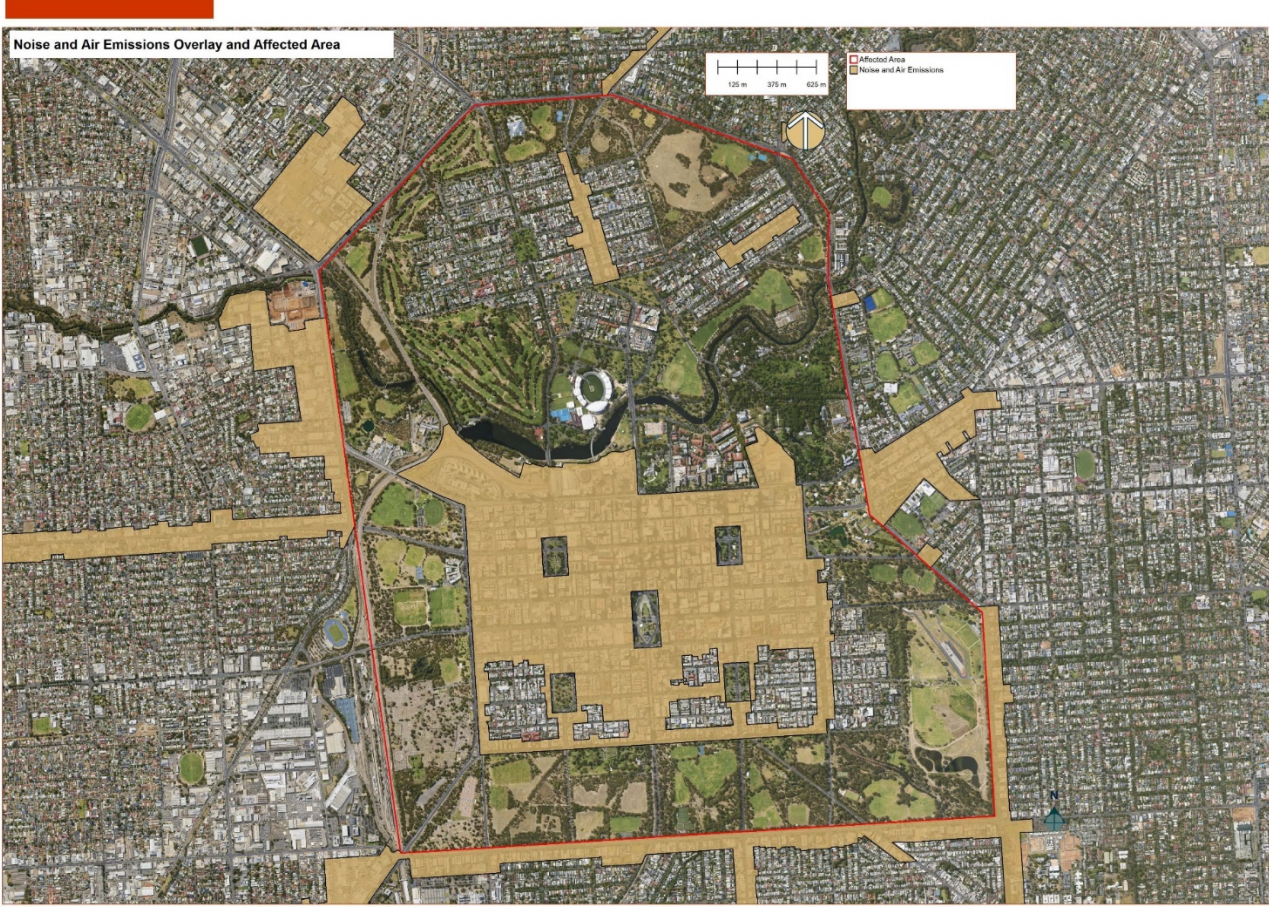 Noise and Air Emissions Overlay and Affected Area
125 m 375 m 625 m
Affected Area
Noise and Air Emissions
N